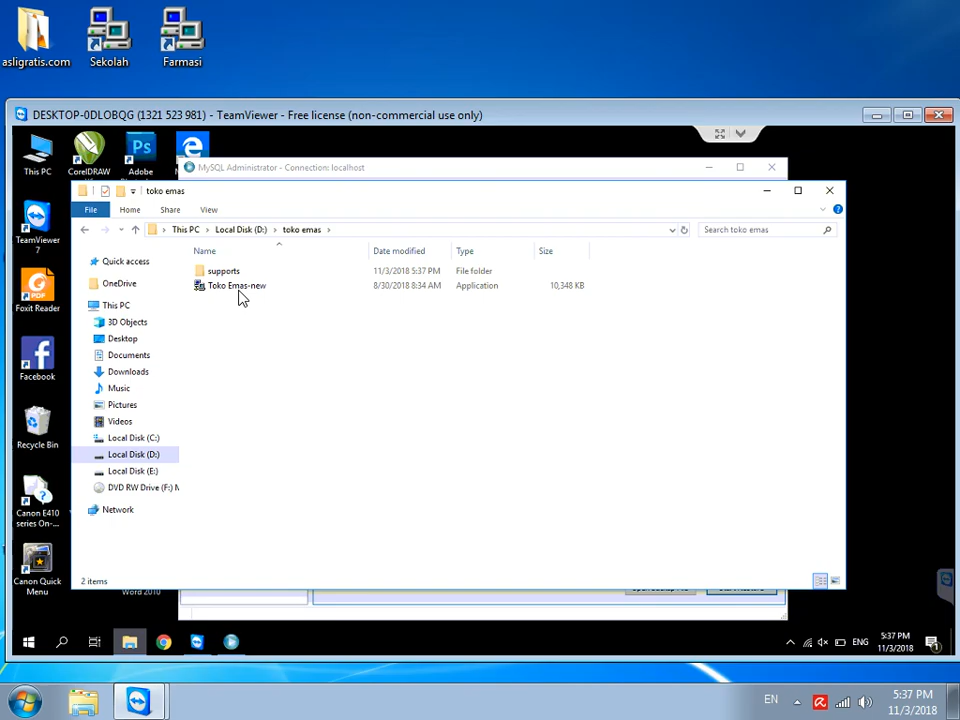 asligratis.com
Sekolah
Farmasi
DESKTOP-0DLOBQG (1321 523 981) - TeamViewer - Free license (non-commercial use only)
This PC
CorelDRAW
Ps
Adobe
MySQL Administrator - Connection: localhost
toko emas
File
Home
Share
View
This PC
Local Disk (D:)
toko emas
Search toko emas
Name
Date modified
Type
Size
supports
11/3/2018 5:37 PM
File folder
Toko Emas-new
8/30/2018 8:34 AM
Application
10,348 KB
Quick access
OneDrive
This PC
3D Objects
Desktop
Documents
Downloads
Music
Pictures
Videos
Local Disk (C:)
Local Disk (D:)
Local Disk (E:)
DVD RW Drive (F:)
Network
TeamViewer
7
Foxit Reader
Facebook
Recycle Bin
Canon E410
series On-...
Canon Quick
Menu
2 items
Word 2010
ENG
5:37 PM
11/3/2018
1
EN
5:37 PM
11/3/2018